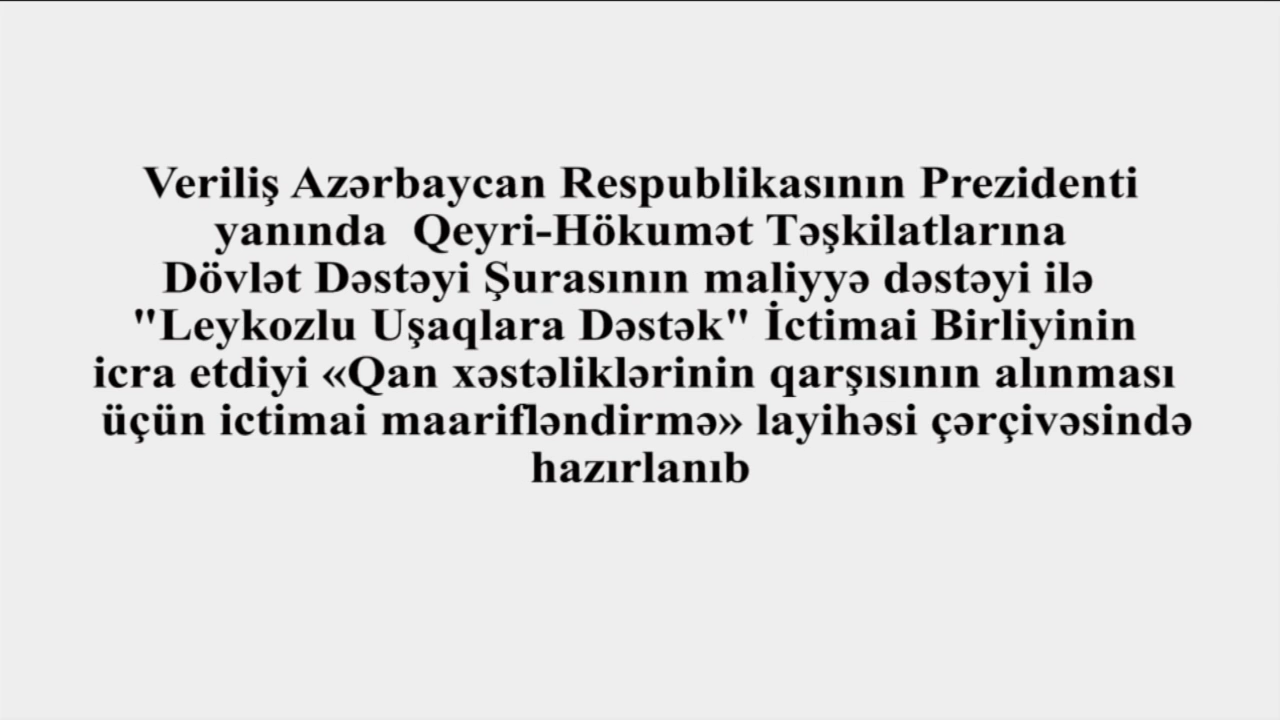 Veriliş Azərbaycan Respublikasının Prezidenti
yanında Qeyri-Hökumət Təşkilatlarına
Dövlət Dəstəyi Şurasının maliyyə dəstəyi ilə
"Leykozlu Uşaqlara Dəstək" İctimai Birliyinin
icra etdiyi «Qan xəstəliklərinin qarşısının alınması
üçün ictimai maarifləndirmə» layihəsi çərçivəsində
hazırlanıb